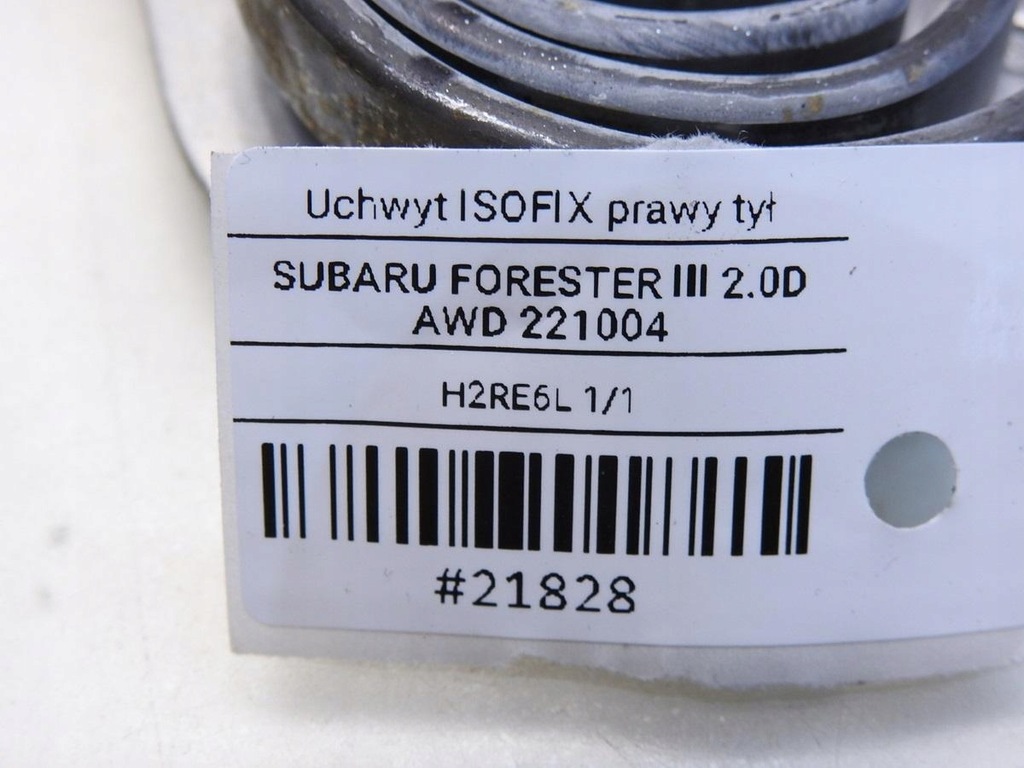 Uchwyt ISOFIX prawy tył
SUBARU FORESTER III 2.0D
AWD 221004
H2RE6L 1/1
#21828